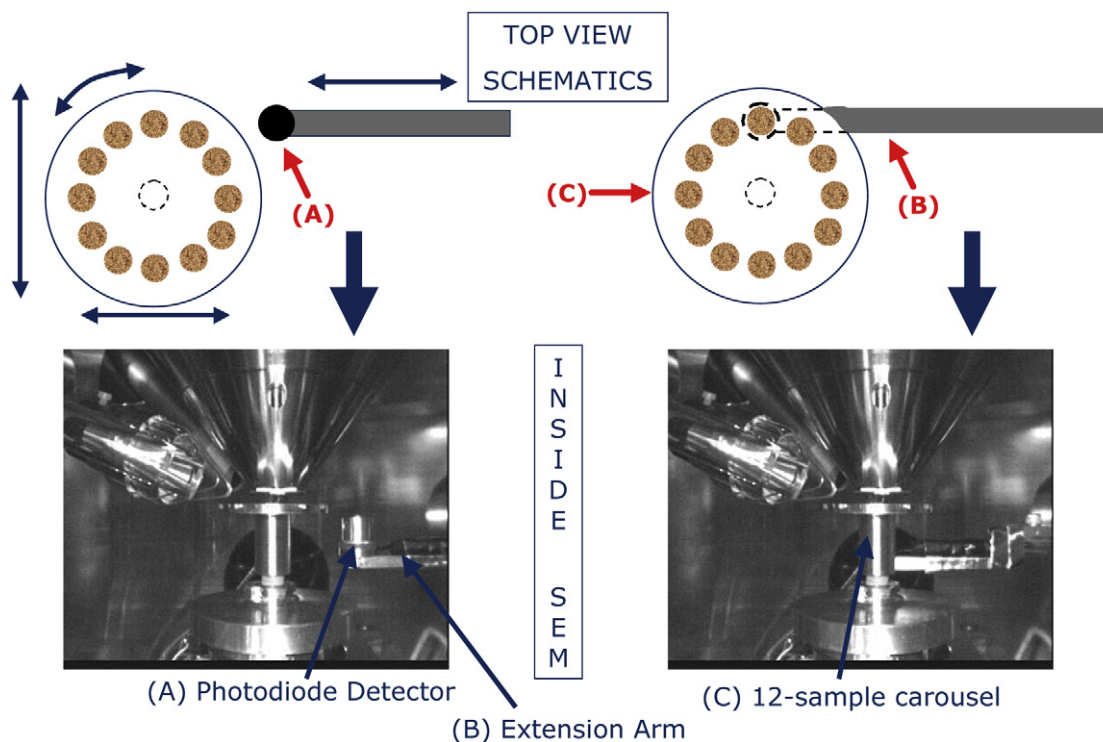 TOP VIEW
SCHEMATICS
(A)
(C)
(B)
I
N
S
I
D
E
S
E
M
(A) Photodiode Detector
(B) Extension Arm
(C) 12-sample carousel